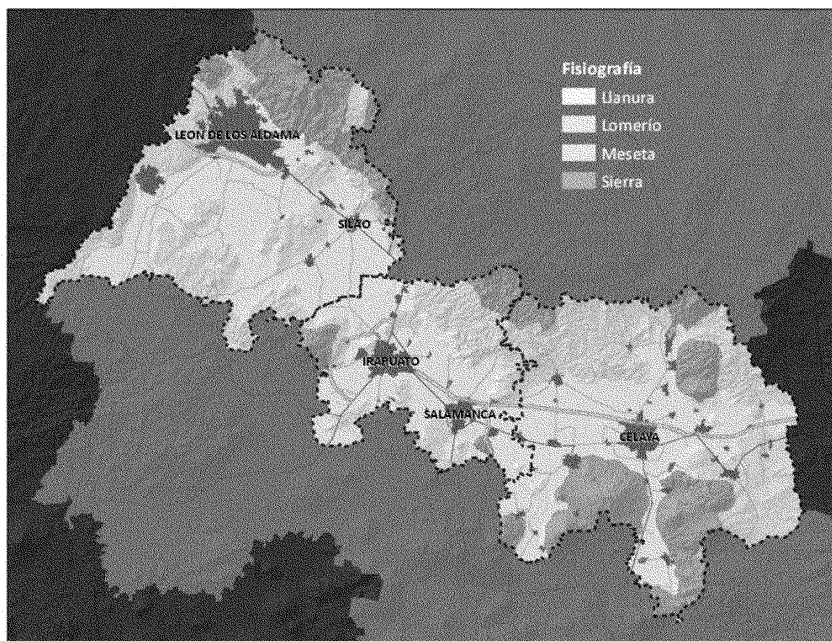 Fisiografía
Llanura
Lomerío
Meseta
Sierra
LEON DE LOS ALDAMA
SILAO
IRAPUATO
SALAMANCA
CELAYA